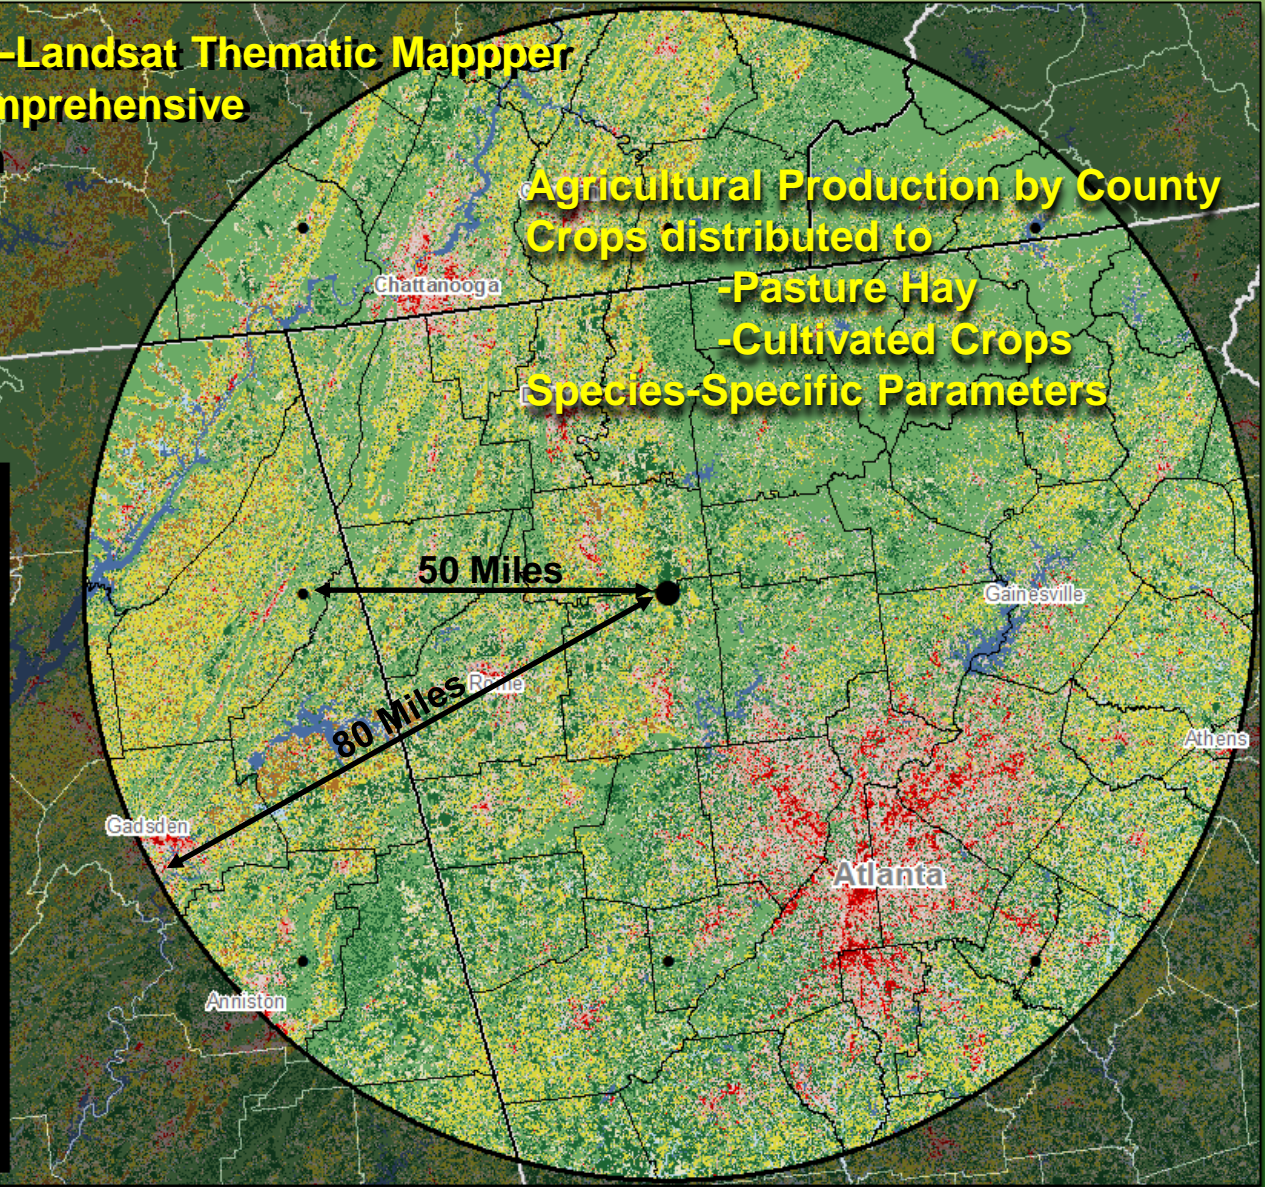 -Landsat Thematic Mappper
mprehensive
Agricultural Production by County
Crops distributed to
-Pasture Hay
-Cultivated Crops
Species-Specific Parameters
Chattanooga
50 Miles
Gainesville
Rome
80 Miles
Athens
Gadsden
Atlanta
Anniston